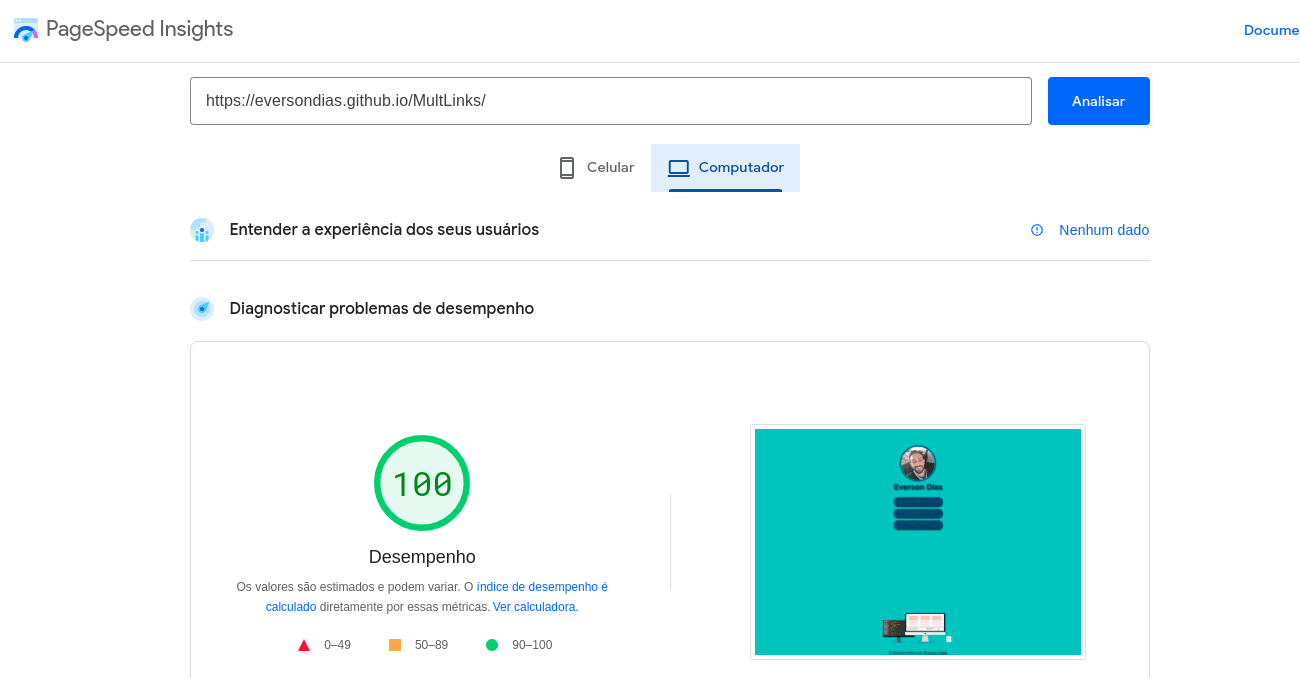 PageSpeed Insights
Docume
https://eversondias.github.io/MultLinks/
Analisar
Celular
Computador
Entender a experiência dos seus usuários
Nenhum dado
Diagnosticar problemas de desempenho
100
Desempenho
Os valores são estimados e podem variar. O índice de desempenho é
calculado diretamente por essas métricas. Ver calculadora.
0–49
50–89
90–100
Everson Dias